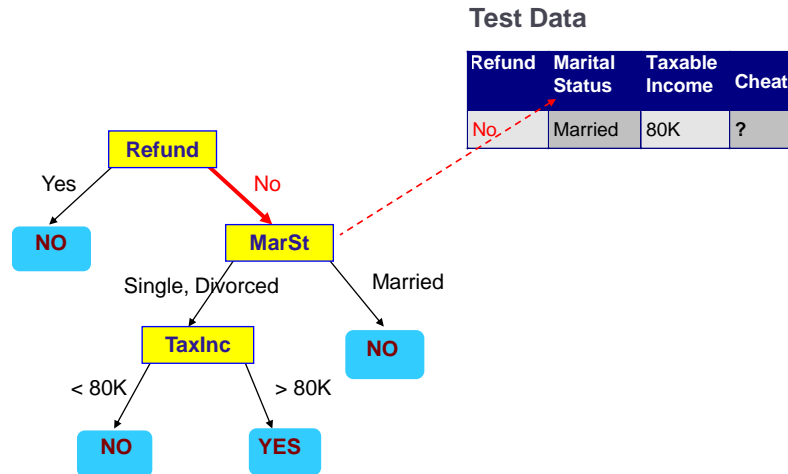 Test Data
Refund Marital Status Taxable Income Cheat
No Married 80K ?
Refund
Yes No
NO MarSt
Single, Divorced Married
TaxInc NO
< 80K > 80K
NO YES